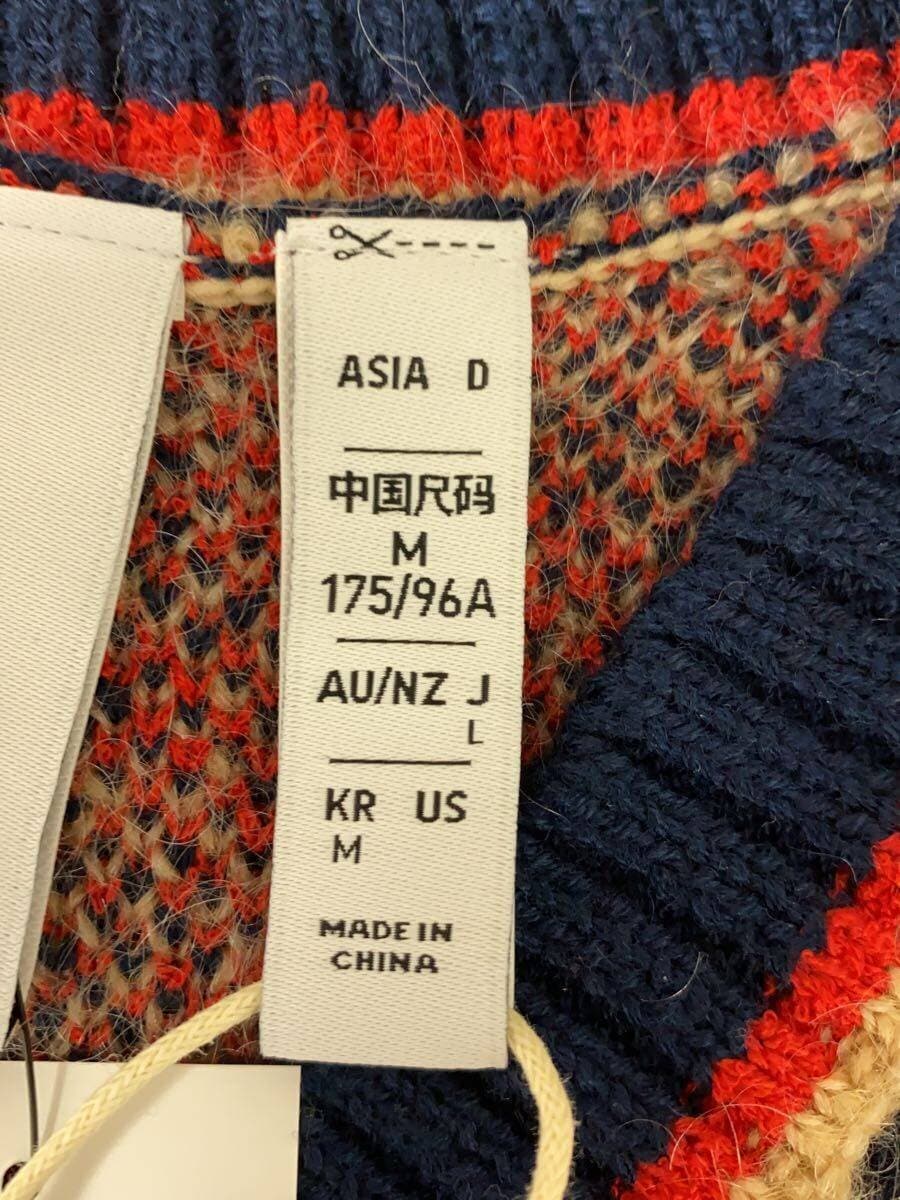 ASIA D
中国尺码
M
175/96A
AU/NZ J
L
KR US
M
MADE IN
CHINA